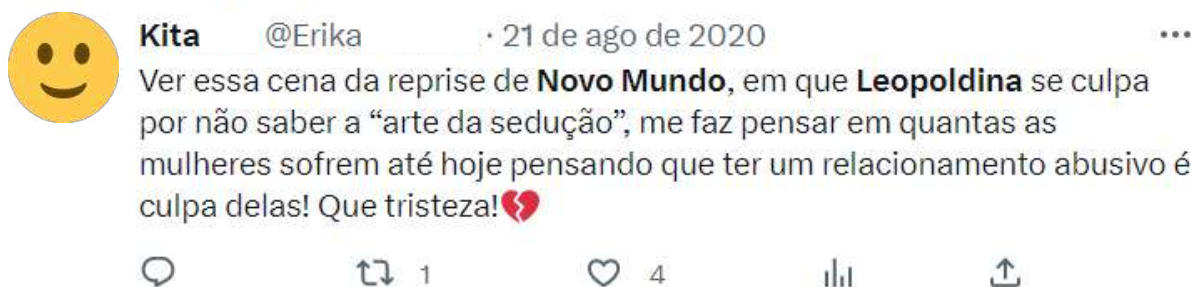 Kita @Erika · 21 de ago de 2020
Ver essa cena da reprise de Novo Mundo, em que Leopoldina se culpa
por não saber a “arte da sedução”, me faz pensar em quantas as
mulheres sofrem até hoje pensando que ter um relacionamento abusivo é
culpa delas! Que tristeza!💔
1 4